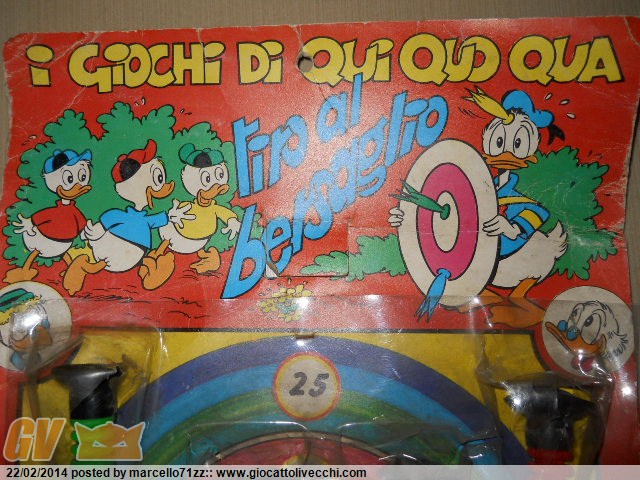 i GiOCHi Di QUi QUO QUA
tiro al
bersaglio
25
GV
22/02/2014 posted by marcello71zz:: www.giocattolivecchi.com